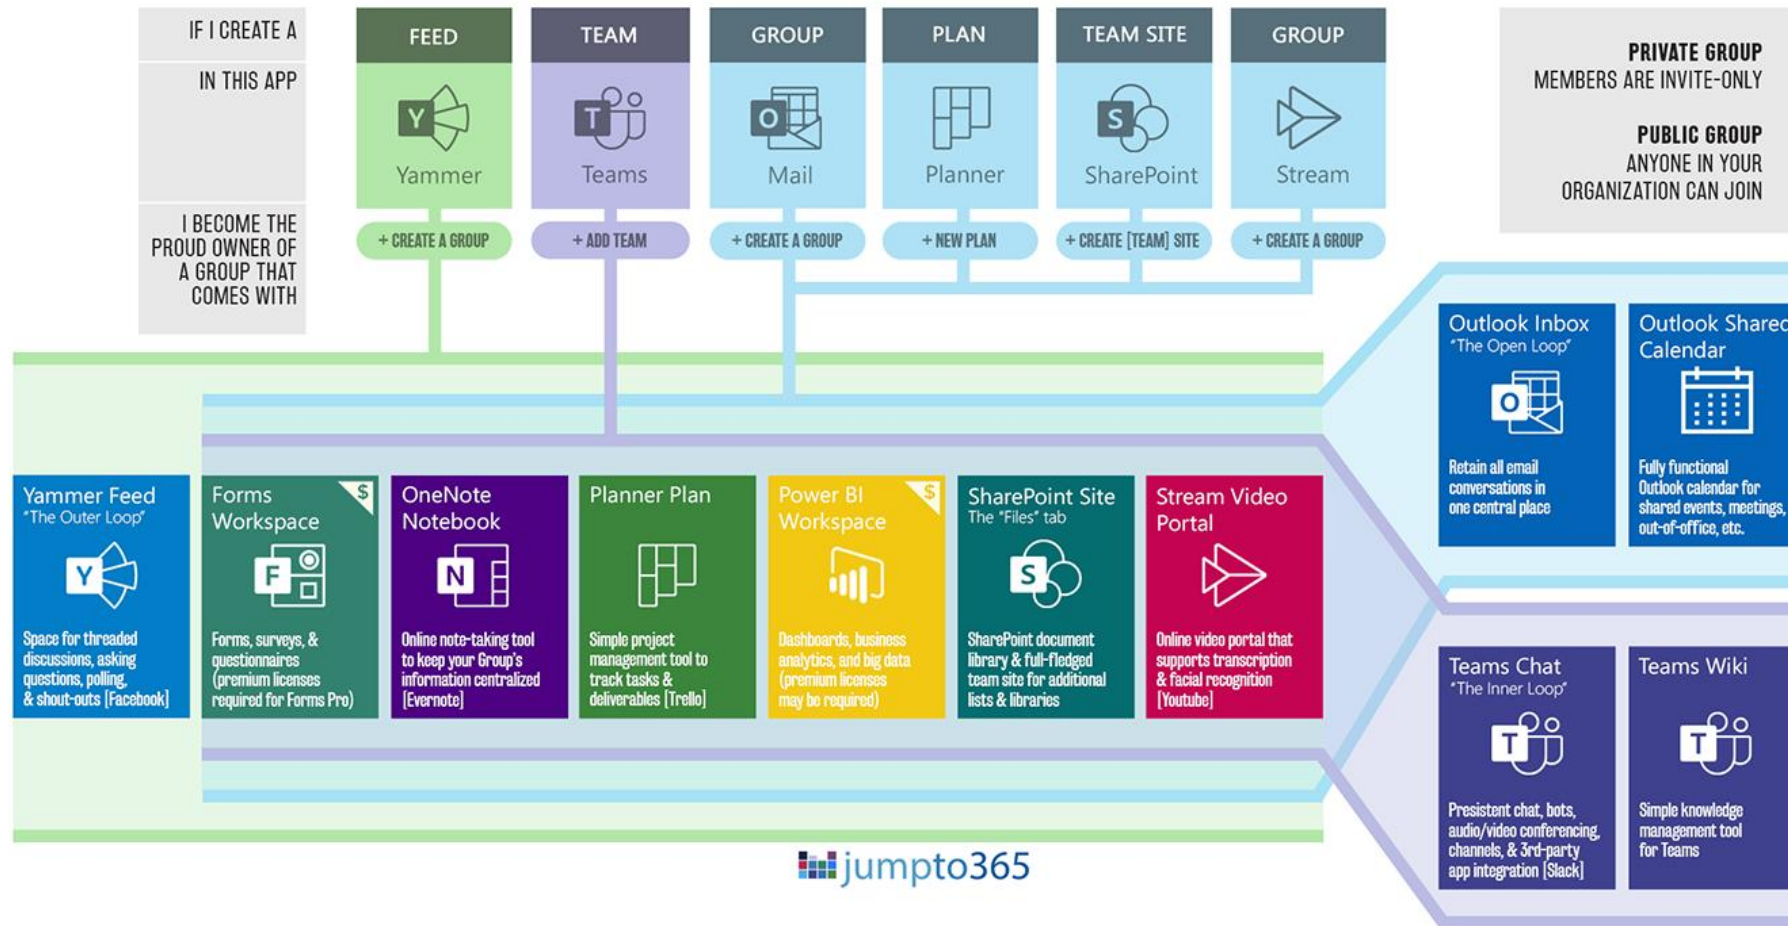 IF I CREATE A
FEED
TEAM
GROUP
PLAN
TEAM SITE
GROUP
IN THIS APP
Y
Yammer
T
Teams
O
Mail
Planner
S
SharePoint
Stream
I BECOME THE
PROUD OWNER OF
A GROUP THAT
COMES WITH
+ CREATE A GROUP
+ ADD TEAM
+ CREATE A GROUP
+ NEW PLAN
+ CREATE [TEAM] SITE
+ CREATE A GROUP
PRIVATE GROUP
MEMBERS ARE INVITE-ONLY
PUBLIC GROUP
ANYONE IN YOUR
ORGANIZATION CAN JOIN
Outlook Inbox
"The Open Loop"
O
Retain all email
conversations in
one central place
Outlook Shared
Calendar
Fully functional
Outlook calendar for
shared events, meetings,
out-of-office, etc.
Yammer Feed
"The Outer Loop"
Y
Space for threaded
discussions, asking
questions, polling,
& shout-outs [Facebook]
Forms
Workspace
$
F
Forms, surveys, &
questionnaires
(premium licenses
required for Forms Pro)
OneNote
Notebook
N
Online note-taking tool
to keep your Group's
information centralized
[Evernote]
Planner Plan
Simple project
management tool to
track tasks &
deliverables [Trello]
Power BI
Workspace
$
Dashboards, business
analytics, and big data
(premium licenses
may be required)
SharePoint Site
The "Files" tab
S
SharePoint document
library & full-fledged
team site for additional
lists & libraries
Stream Video
Portal
Online video portal that
supports transcription
& facial recognition
[Youtube]
Teams Chat
"The Inner Loop"
T
Presistent chat, bots,
audio/video conferencing,
channels, & 3rd-party
app integration [Slack]
Teams Wiki
T
Simple knowledge
management tool
for Teams
jumpto365